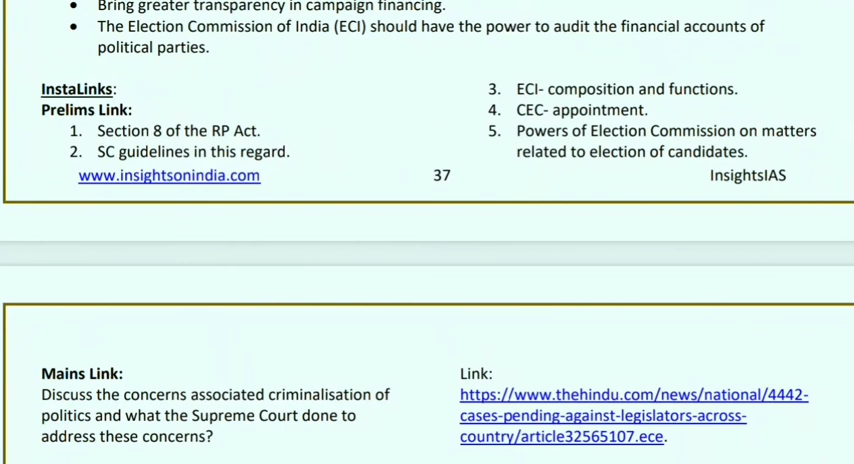 • Bring greater transparency in campaign financing.
• The Election Commission of India (ECI) should have the power to audit the financial accounts of
political parties.
InstaLinks:
Prelims Link:
1. Section 8 of the RP Act.
2. SC guidelines in this regard.
3. ECI- composition and functions.
4. CEC- appointment.
5. Powers of Election Commission on matters
related to election of candidates.
www.insightsonindia.com 37 InsightsIAS
Mains Link:
Discuss the concerns associated criminalisation of
politics and what the Supreme Court done to
address these concerns?
Link:
https://www.thehindu.com/news/national/4442-
cases-pending-against-legislators-across-
country/article32565107.ece.